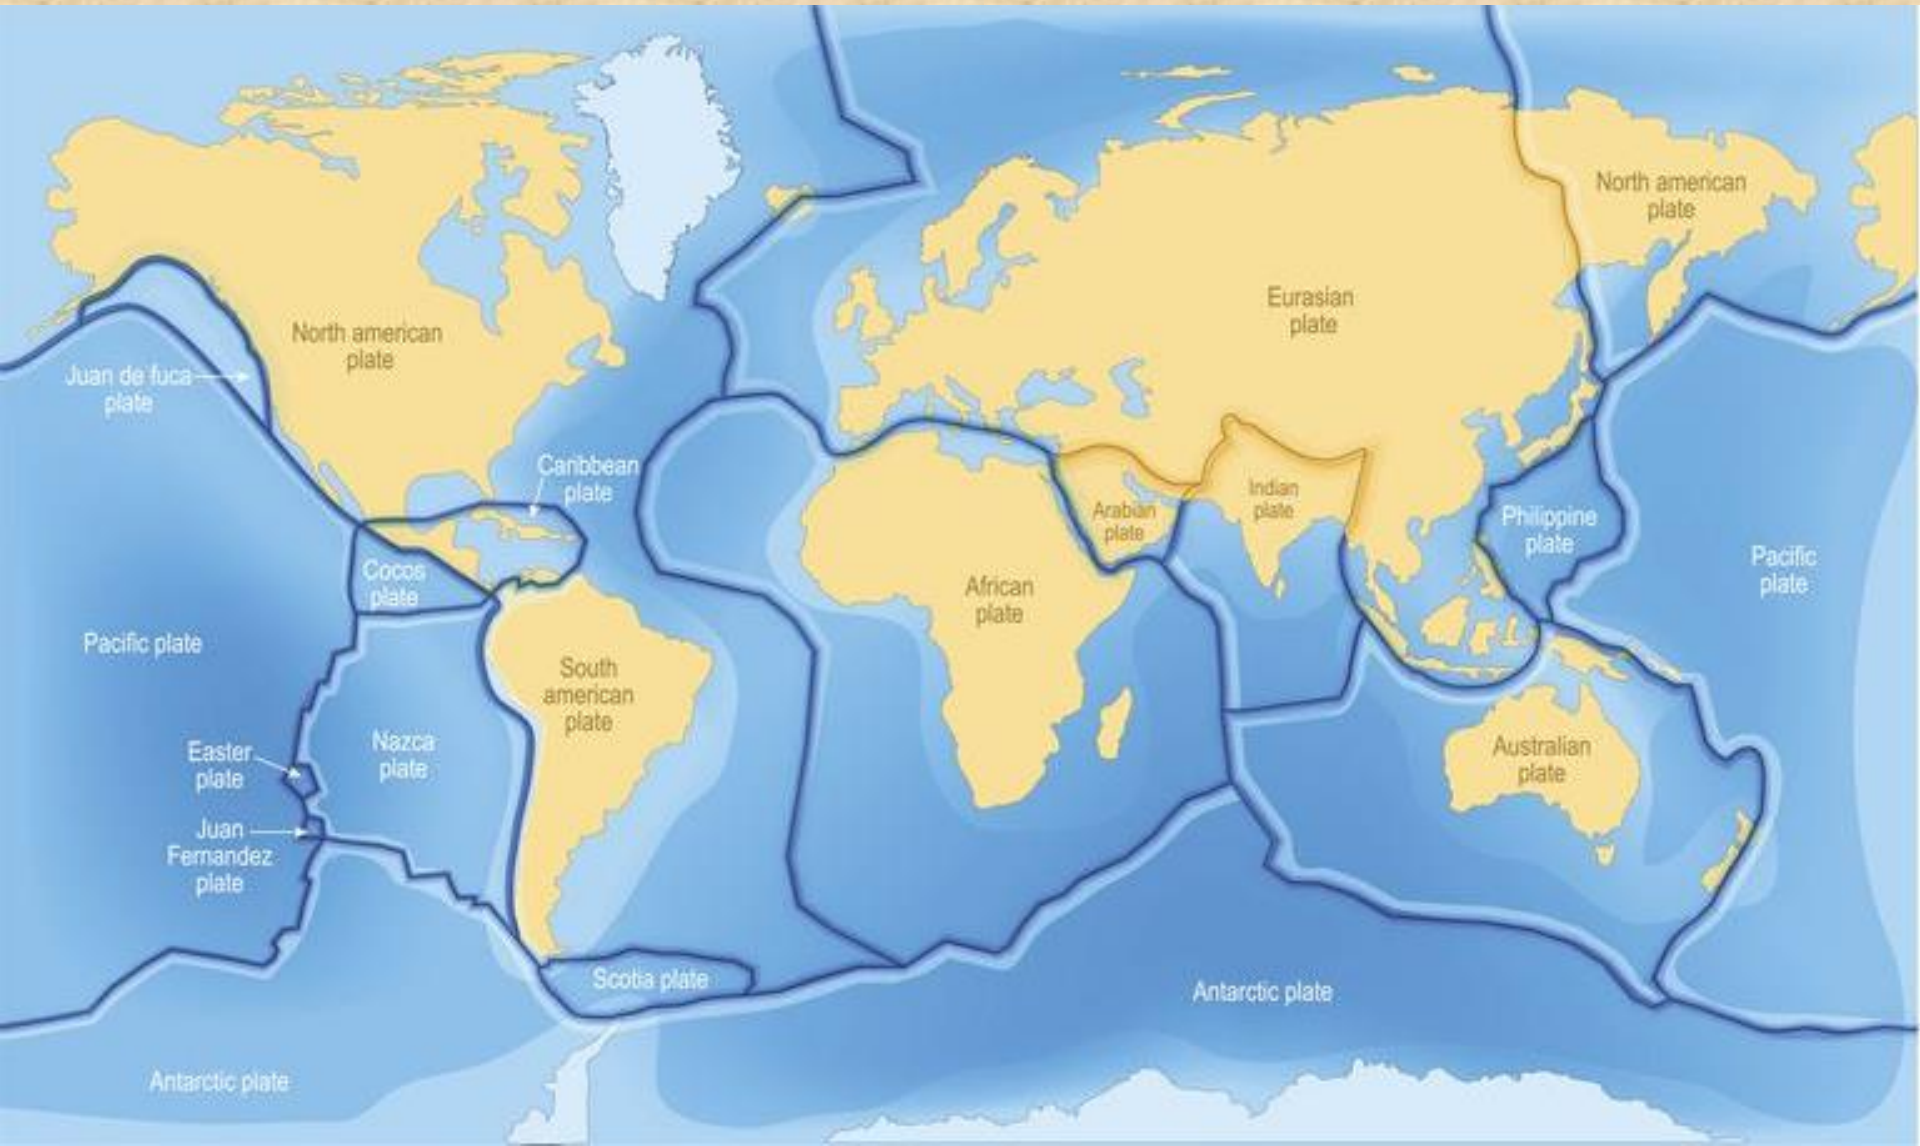 North american
plate
Eurasian
plate
North american
plate
Juan de fuca
plate
Caribbean
plate
Arabian
plate
Indian
plate
Philippine
plate
Pacific
plate
Cocos
plate
African
plate
Pacific plate
South
american
plate
Easter
plate
Nazca
plate
Australian
plate
Juan
Fernandez
plate
Scotia plate
Antarctic plate
Antarctic plate